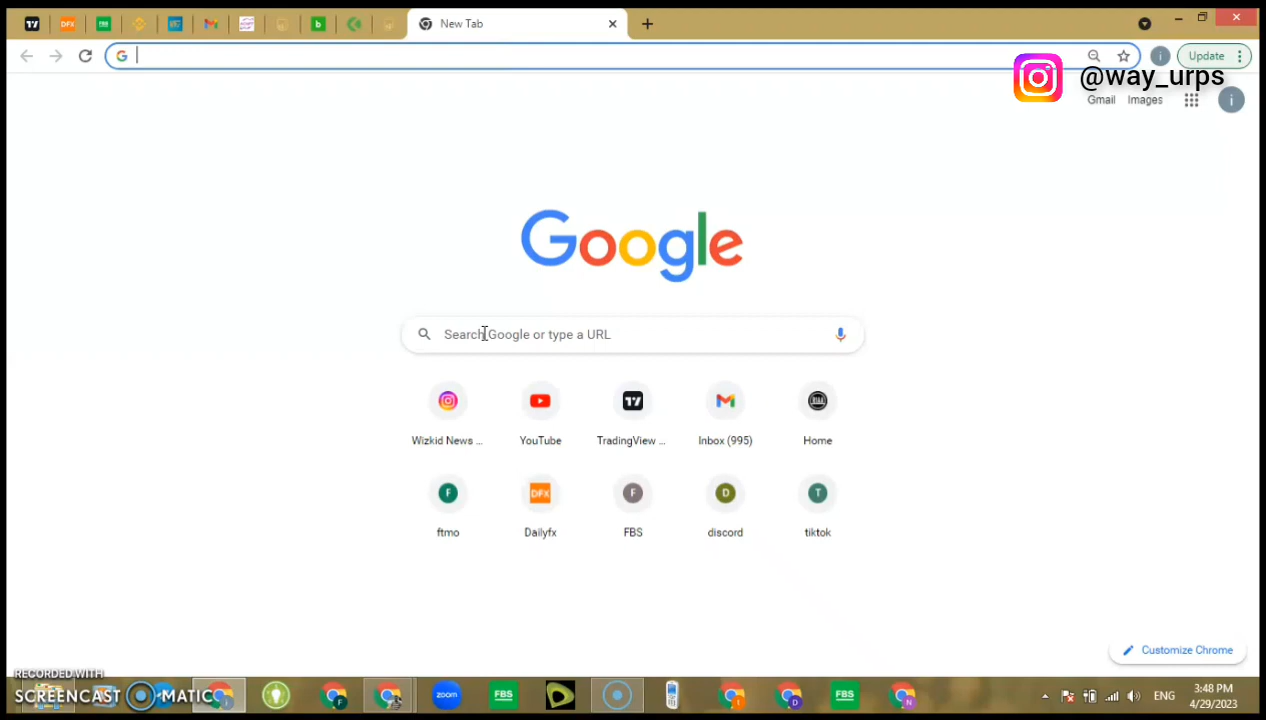 New Tab
Update
@way_urps
Gmail
Images
i
Google
Search Google or type a URL
Wizkid News ...
YouTube
TradingView ...
Inbox (995)
Home
ftmo
Dailyfx
FBS
discord
tiktok
Customize Chrome
RECORDED WITH
SCREENCAST MATIC
zoom
FBS
FBS
ENG
3:48 PM
4/29/2023